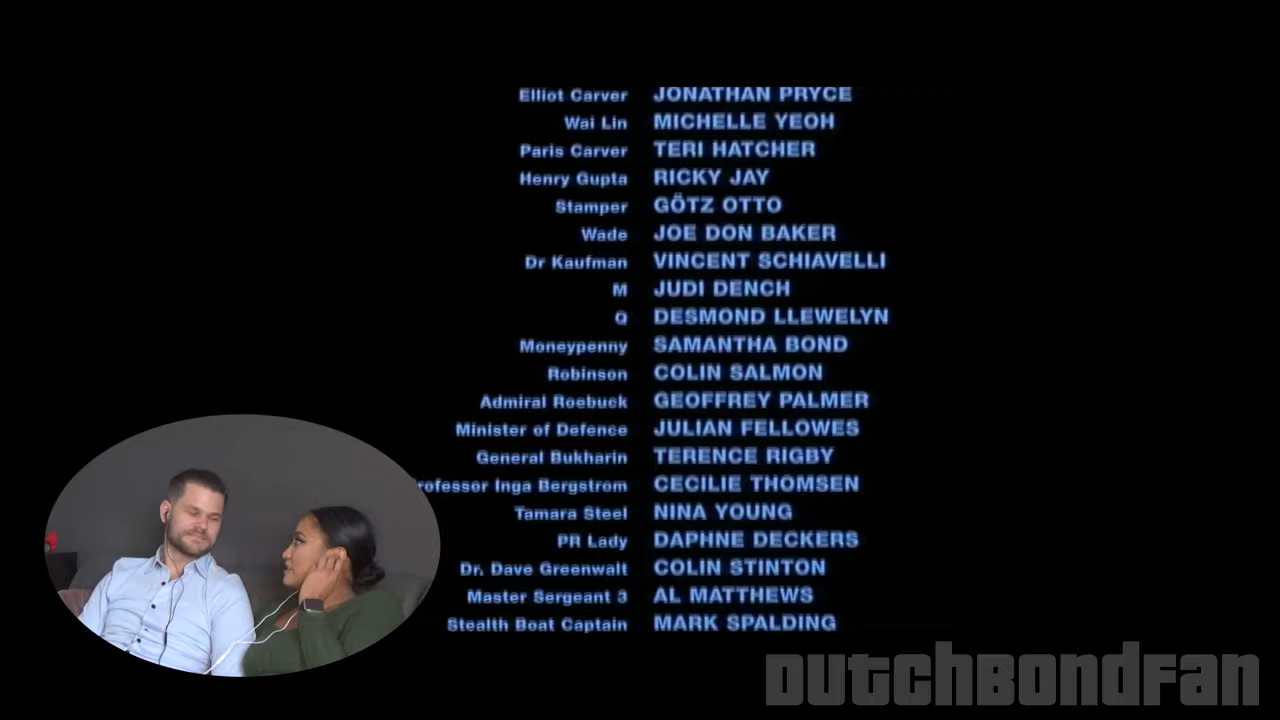 Elliot Carver JONATHAN PRYCE
Wai Lin MICHELLE YEOH
Paris Carver TERI HATCHER
Henry Gupta RICKY JAY
Stamper GÖTZ OTTO
Wade JOE DON BAKER
Dr Kaufman VINCENT SCHIAVELLI
M JUDI DENCH
Q DESMOND LLEWELYN
Moneypenny SAMANTHA BOND
Robinson COLIN SALMON
Admiral Roebuck GEOFFREY PALMER
Minister of Defence JULIAN FELLOWES
General Bukharin TERENCE RIGBY
rofessor Inga Bergstrom CECILIE THOMSEN
Tamara Steel NINA YOUNG
PR Lady DAPHNE DECKERS
Dr. Dave Greenwalt COLIN STINTON
Master Sergeant 3 AL MATTHEWS
Stealth Boat Captain MARK SPALDING
DUTCHBONDFAN